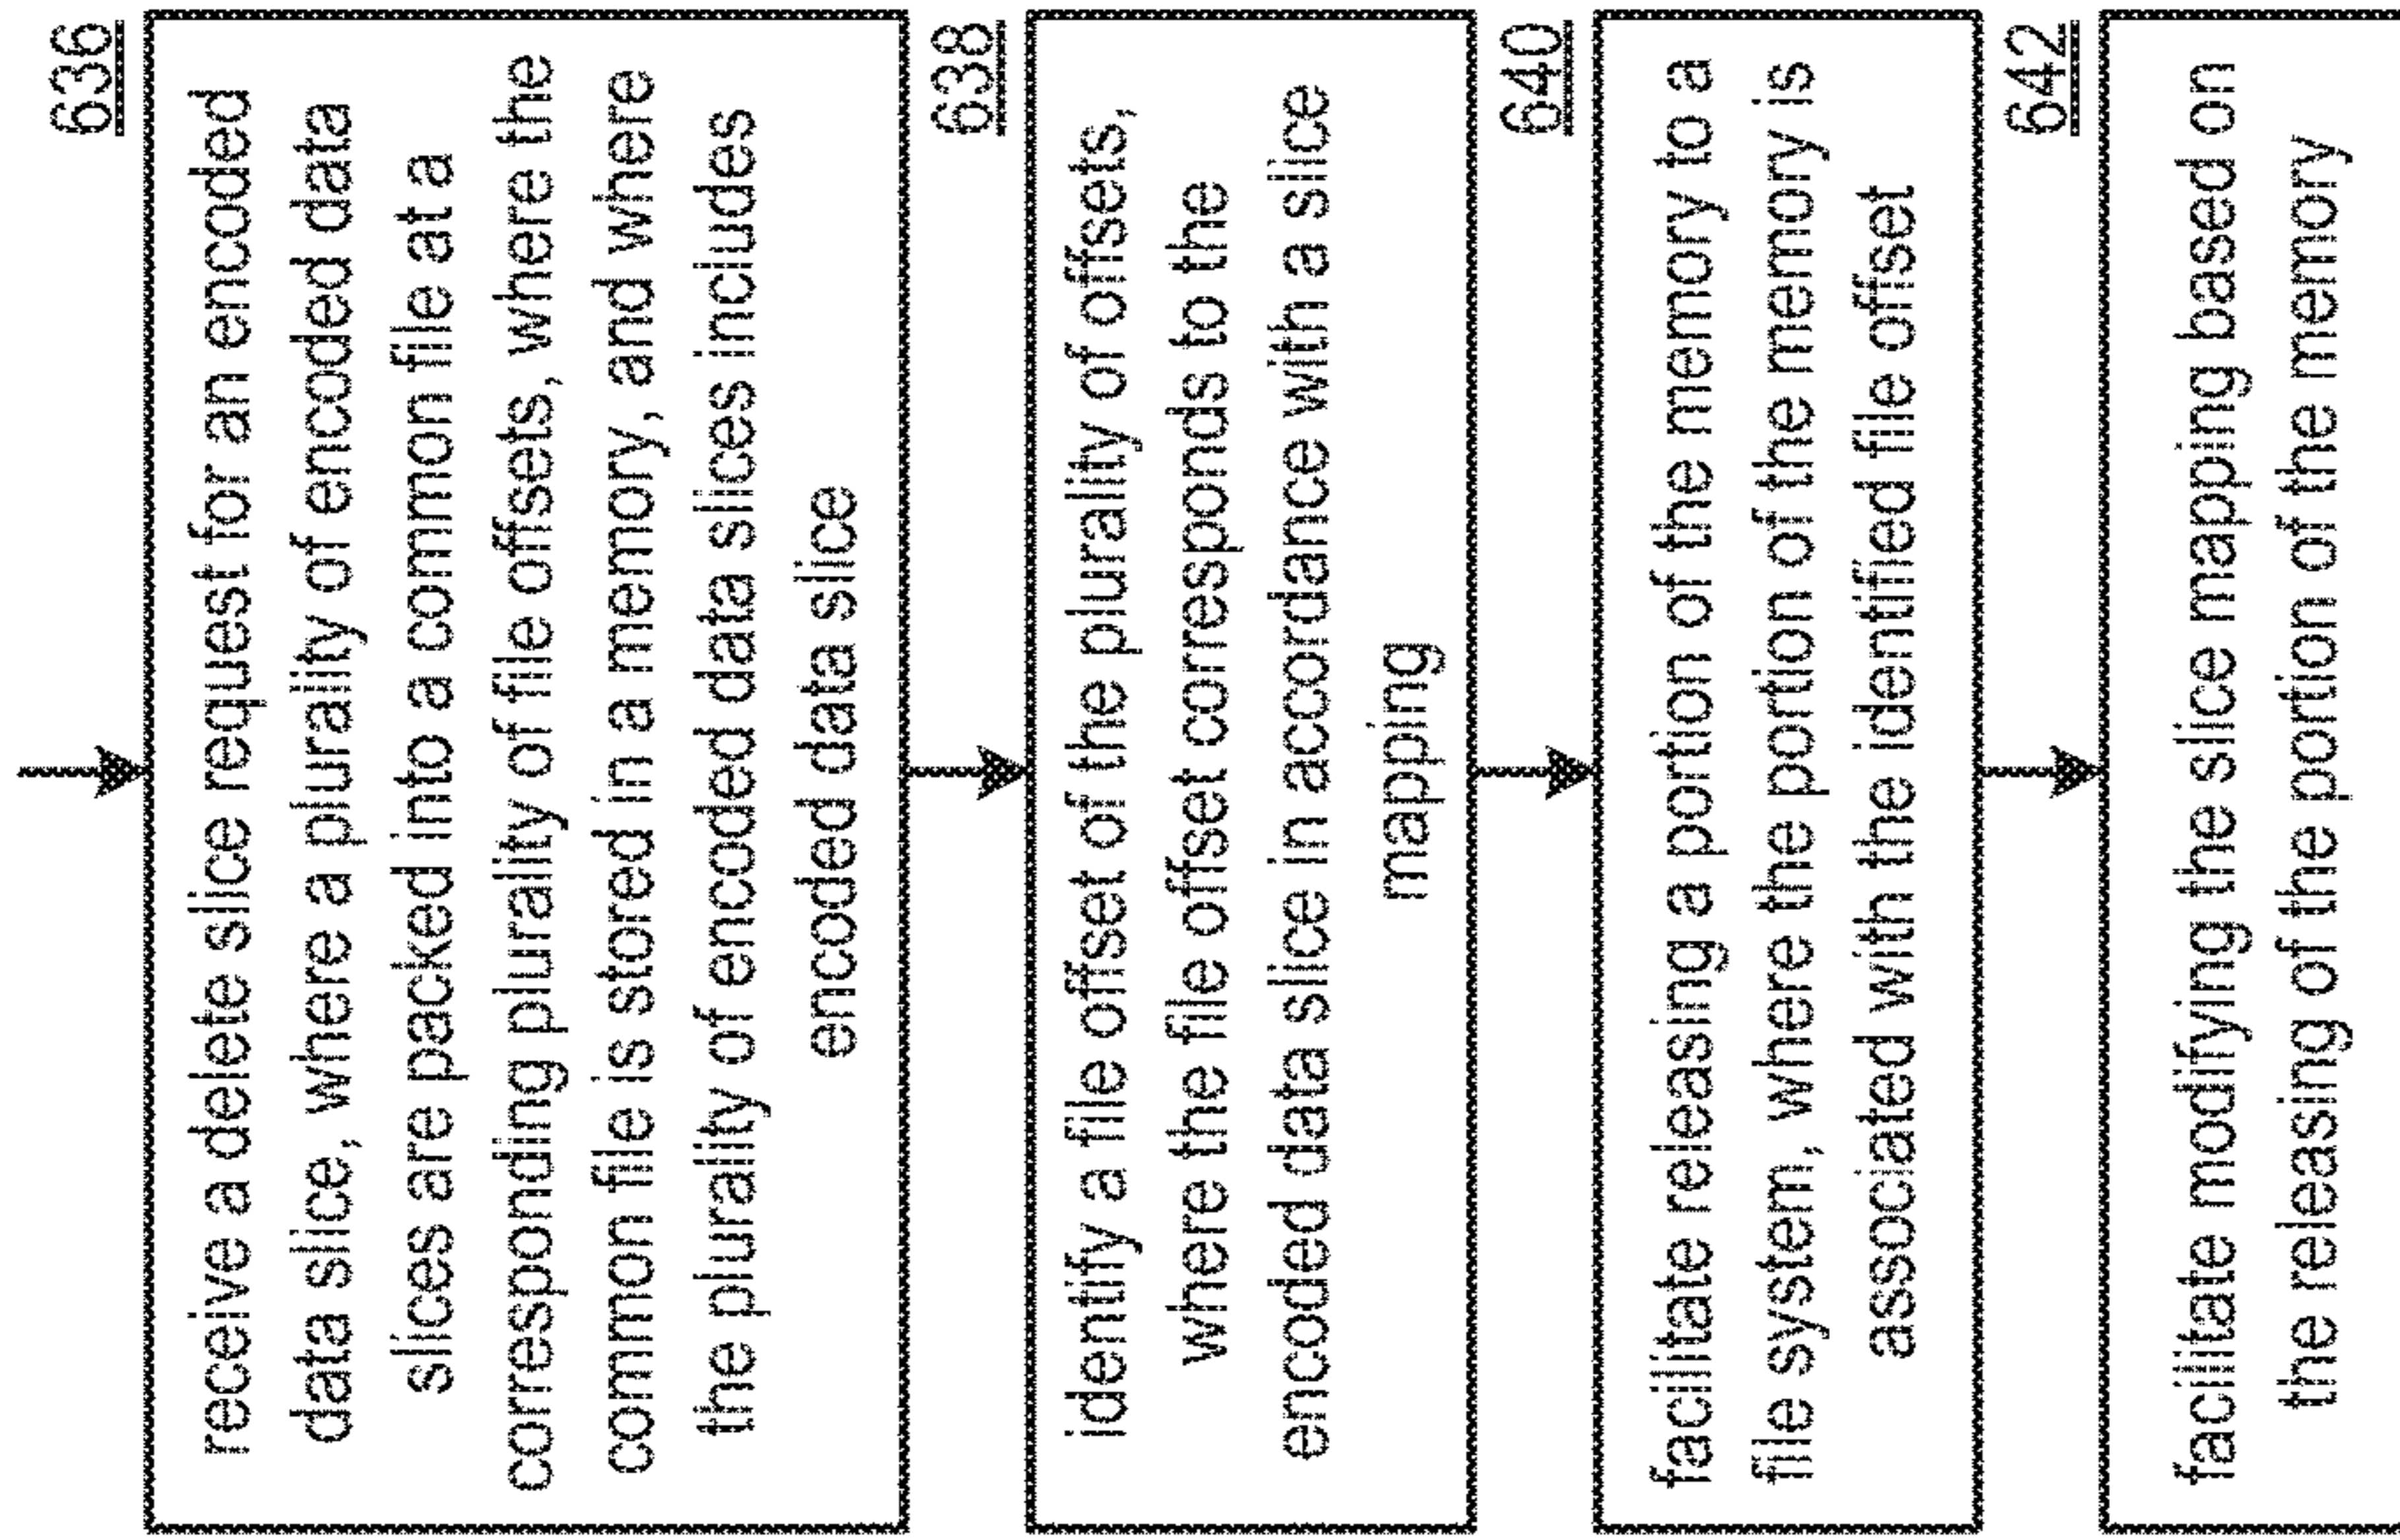 636
receive a delete slice request for an encoded
data slice, where a plurality of encoded data
slices are packed into a common file at a
corresponding plurality of file offsets, where the
common file is stored in a memory, and where
the plurality of encoded data slices includes
encoded data slice
638
identify a file offset of the plurality of offsets,
where the file offset corresponds to the
encoded data slice in accordance with a slice
mapping
640
facilitate releasing a portion of the memory to a
file system, where the portion of the memory is
associated with the identified file offset
642
facilitate modifying the slice mapping based on
the releasing of the portion of the memory